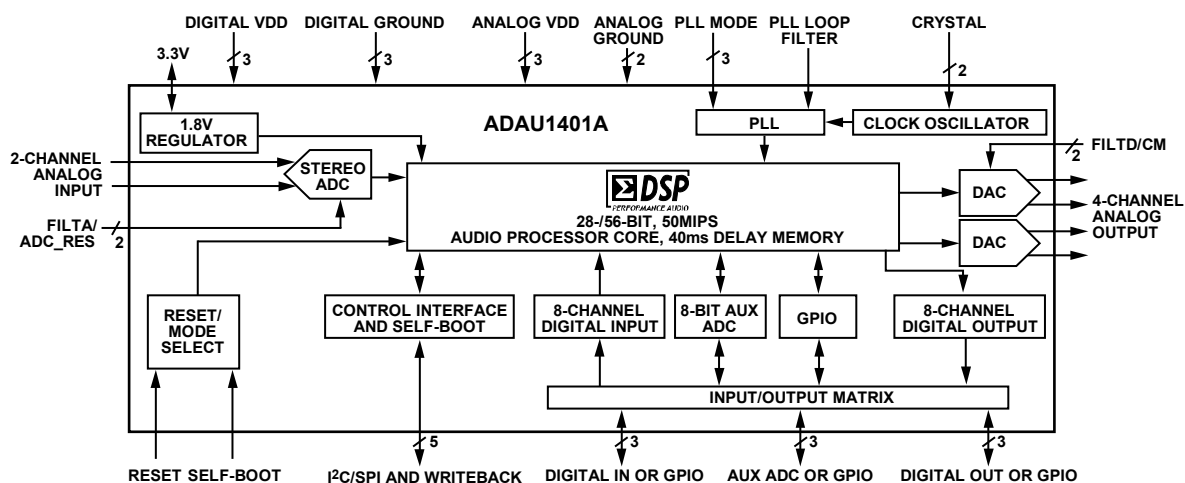 DIGITAL VDD
DIGITAL GROUND
ANALOG VDD
ANALOG
GROUND
PLL MODE
PLL LOOP
FILTER
CRYSTAL
3.3V
3
3
3
2
3
2
1.8V
REGULATOR
ADAU1401A
PLL
CLOCK OSCILLATOR
2-CHANNEL
ANALOG
INPUT
STEREO
ADC
FILTA/
ADC_RES
2
ΣDSP
PERFORMANCE AUDIO
28-/56-BIT, 50MIPS
AUDIO PROCESSOR CORE, 40ms DELAY MEMORY
2
FILTD/CM
DAC
DAC
4-CHANNEL
ANALOG
OUTPUT
RESET/
MODE
SELECT
CONTROL INTERFACE
AND SELF-BOOT
8-CHANNEL
DIGITAL INPUT
8-BIT AUX
ADC
GPIO
8-CHANNEL
DIGITAL OUTPUT
INPUT/OUTPUT MATRIX
5
3
3
3
RESET
SELF-BOOT
I²C/SPI AND WRITEBACK
DIGITAL IN OR GPIO
AUX ADC OR GPIO
DIGITAL OUT OR GPIO